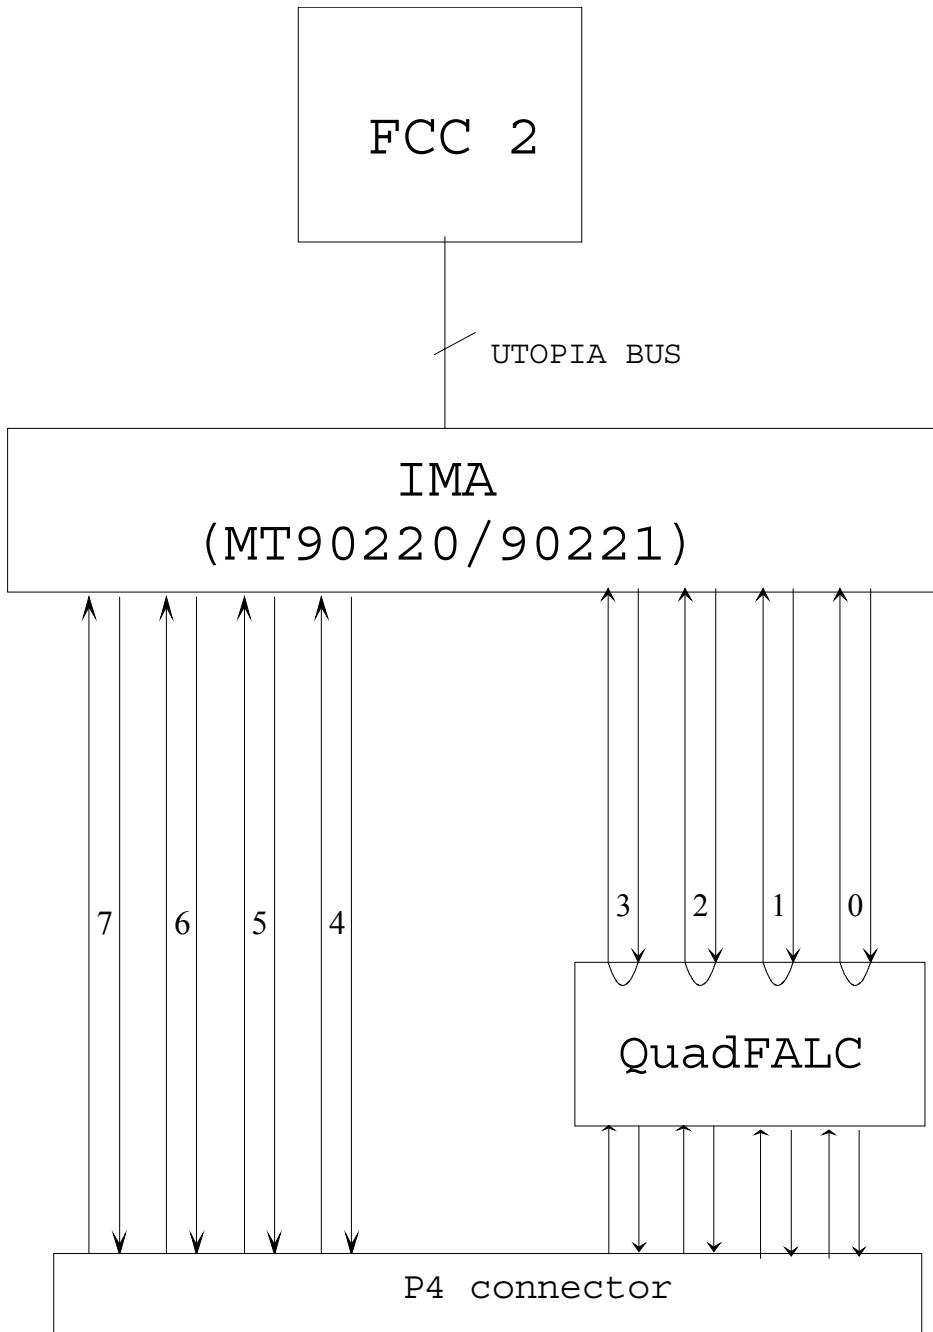 FCC 2
UTOPIA BUS
IMA
(MT90220/90221)
3 2 1 0
7 6 5 4
QuadFALC
P4 connector